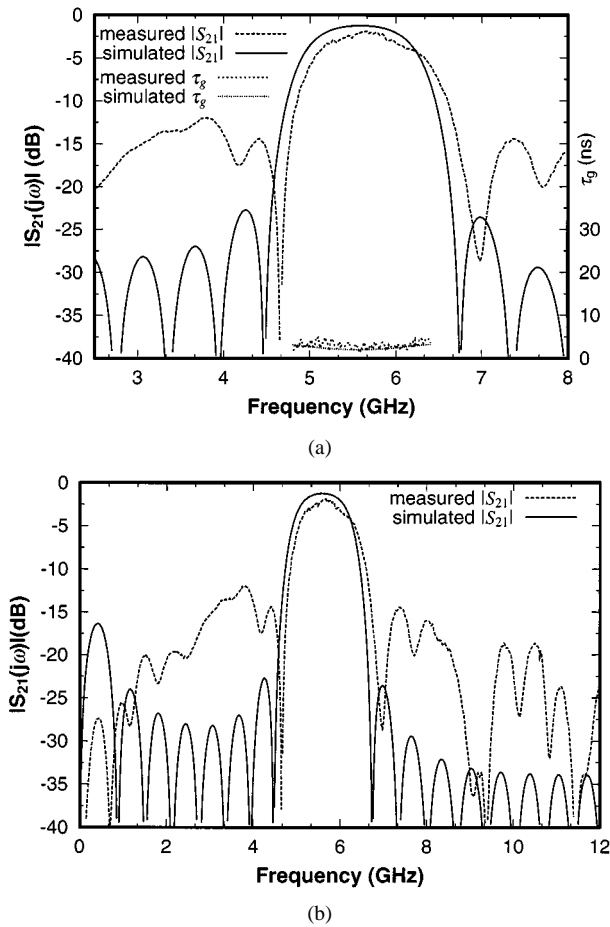 measured |S21|
simulated |S21|
measured τg
simulated τg
|S21(jω)| (dB)
0
-5
-10
-15
-20
-25
-30
-35
-40
τg (ns)
30
20
10
0
3 4 5 6 7 8
Frequency (GHz)
(a)
measured |S21|
simulated |S21|
|S21(jω)|(dB)
0
-5
-10
-15
-20
-25
-30
-35
-40
0 2 4 6 8 10 12
Frequency (GHz)
(b)